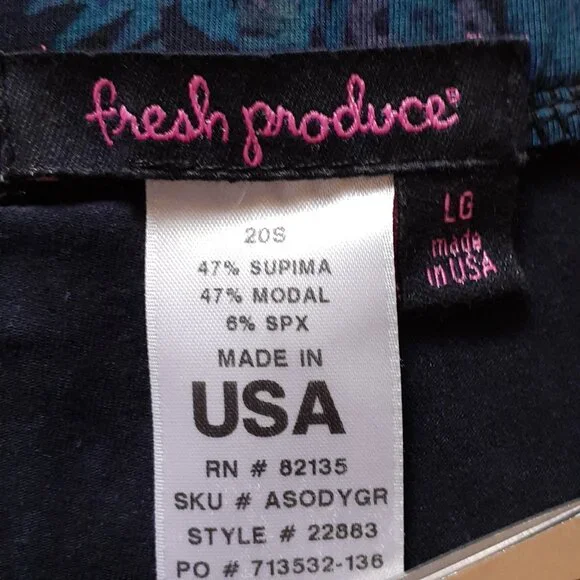 fresh produce®
LG
made
in USA
20S
47% SUPIMA
47% MODAL
6% SPX
MADE IN
USA
RN # 82135
SKU # ASODYGR
STYLE # 22883
PO # 713532-136